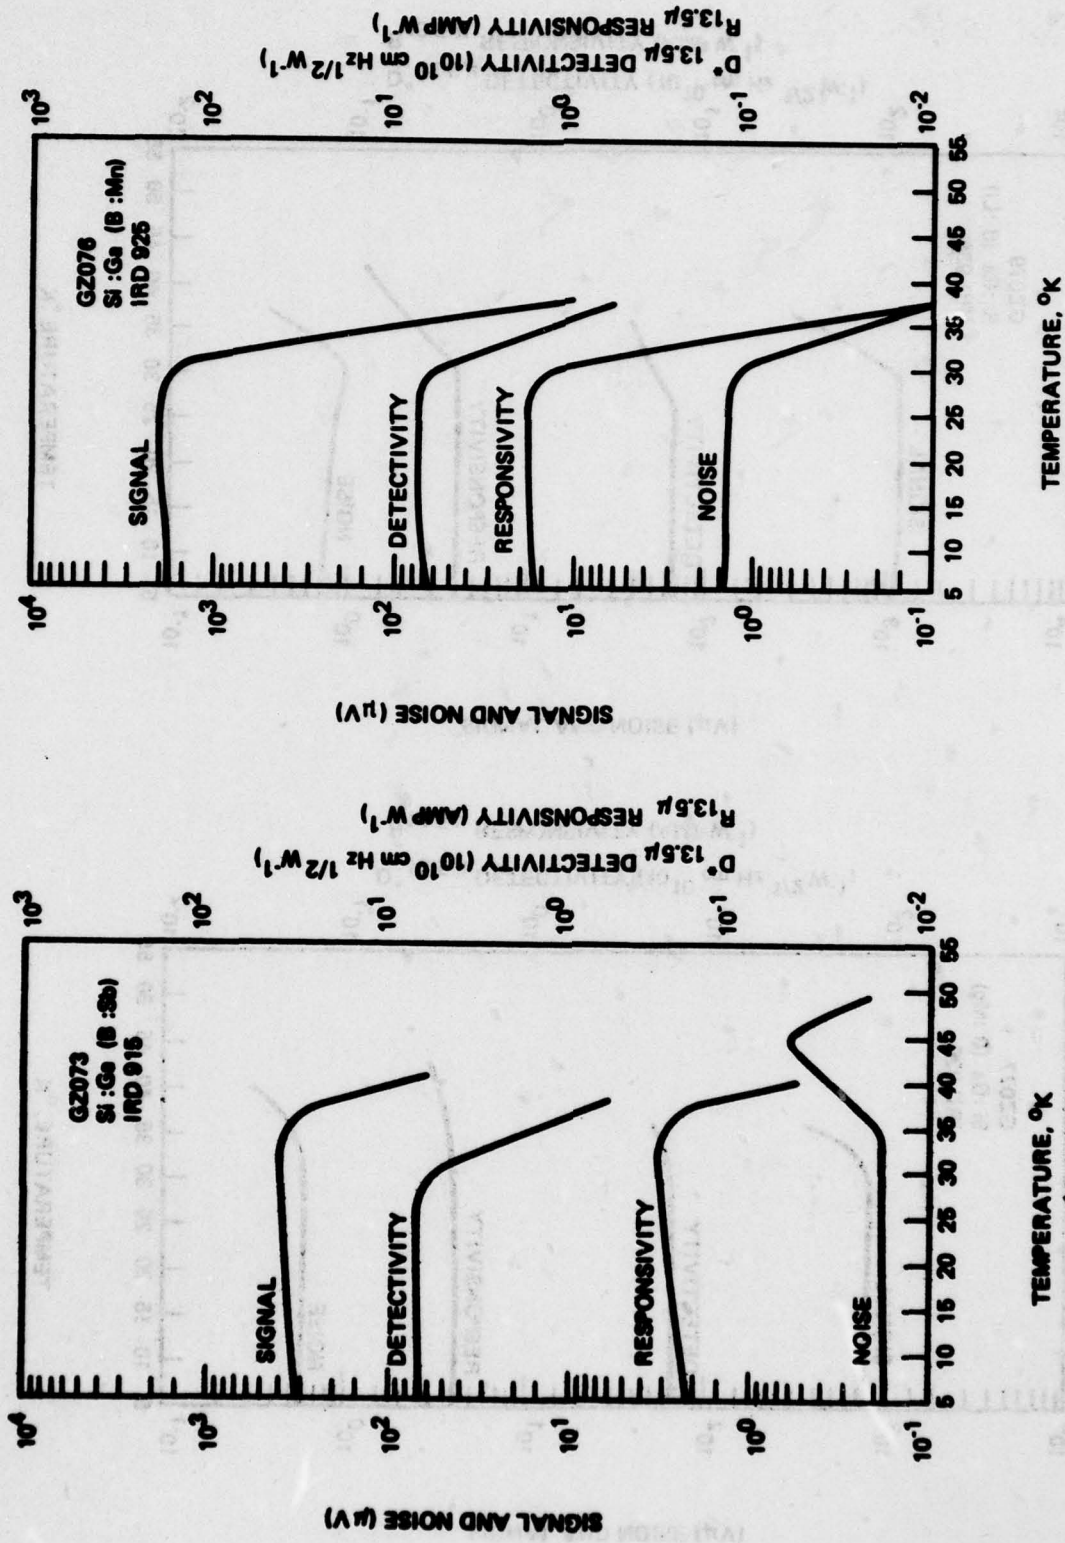 GZ073
Si :Ga (B :Sb)
IRD 915
SIGNAL
DETECTIVITY
RESPONSIVITY
NOISE
SIGNAL AND NOISE (μV)
10⁴
10³
10²
10¹
10⁰
10⁻¹
5 10 15 20 25 30 35 40 45 50 55
TEMPERATURE, °K
10³
10²
10¹
10⁰
10⁻¹
10⁻²
D* 13.5μ DETECTIVITY (10¹⁰ cm Hz 1/2 W⁻¹)
R13.5μ RESPONSIVITY (AMP W⁻¹)
GZ076
Si :Ga (B :Mn)
IRD 925
SIGNAL
DETECTIVITY
RESPONSIVITY
NOISE
SIGNAL AND NOISE (μV)
10⁴
10³
10²
10¹
10⁰
10⁻¹
5 10 15 20 25 30 35 40 45 50 55
TEMPERATURE, °K
10³
10²
10¹
10⁰
10⁻¹
10⁻²
D* 13.5μ DETECTIVITY (10¹⁰ cm Hz 1/2 W⁻¹)
R13.5μ RESPONSIVITY (AMP W⁻¹)